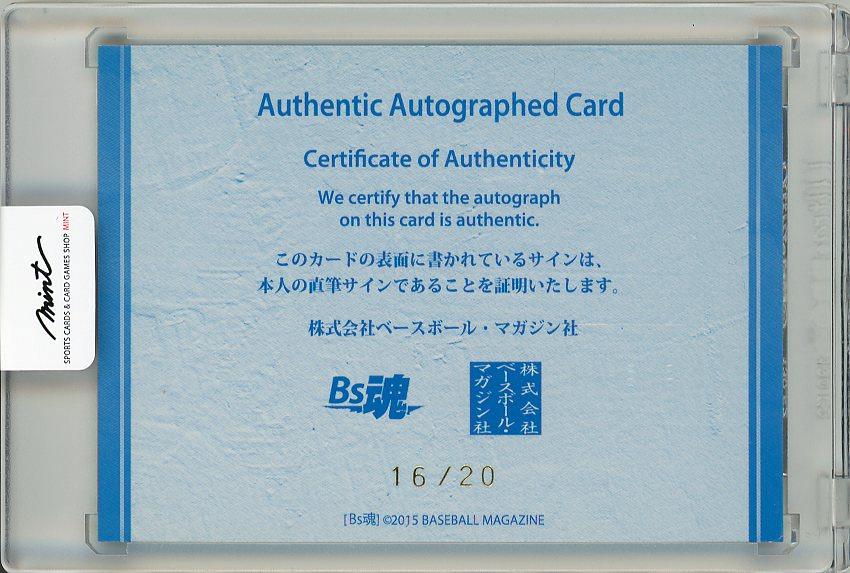 Authentic Autographed Card
Certificate of Authenticity
We certify that the autograph
on this card is authentic.
このカードの表面に書かれているサインは、
本人の直筆サインであることを証明いたします。
株式会社ベースボール・マガジン社
Bs魂
株式会社
ベースボール・
マガジン社
16/20
[Bs魂] ©2015 BASEBALL MAGAZINE
mint
SPORTS CARDS & CARD GAMES SHOP MINT